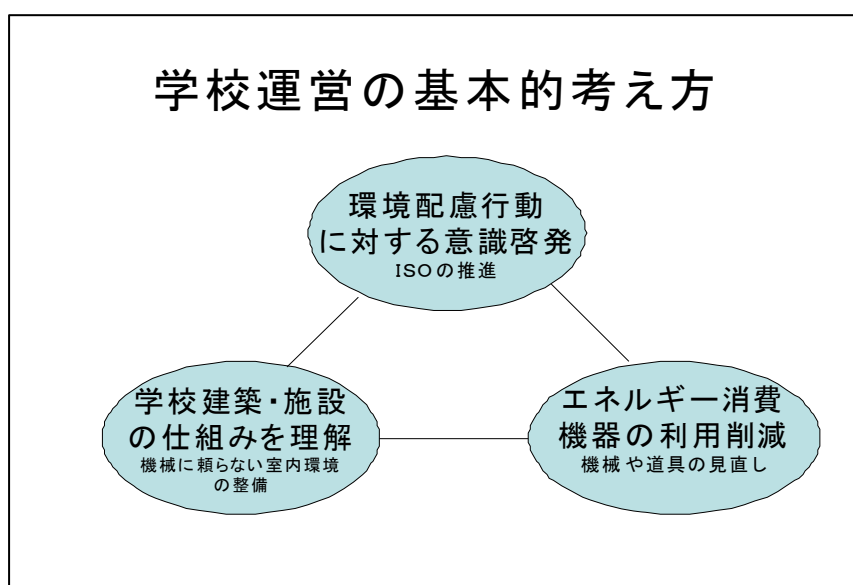 学校運営の基本的考え方
環境配慮行動
に対する意識啓発
ISOの推進
学校建築・施設
の仕組みを理解
機械に頼らない室内環境
の整備
エネルギー消費
機器の利用削減
機械や道具の見直し